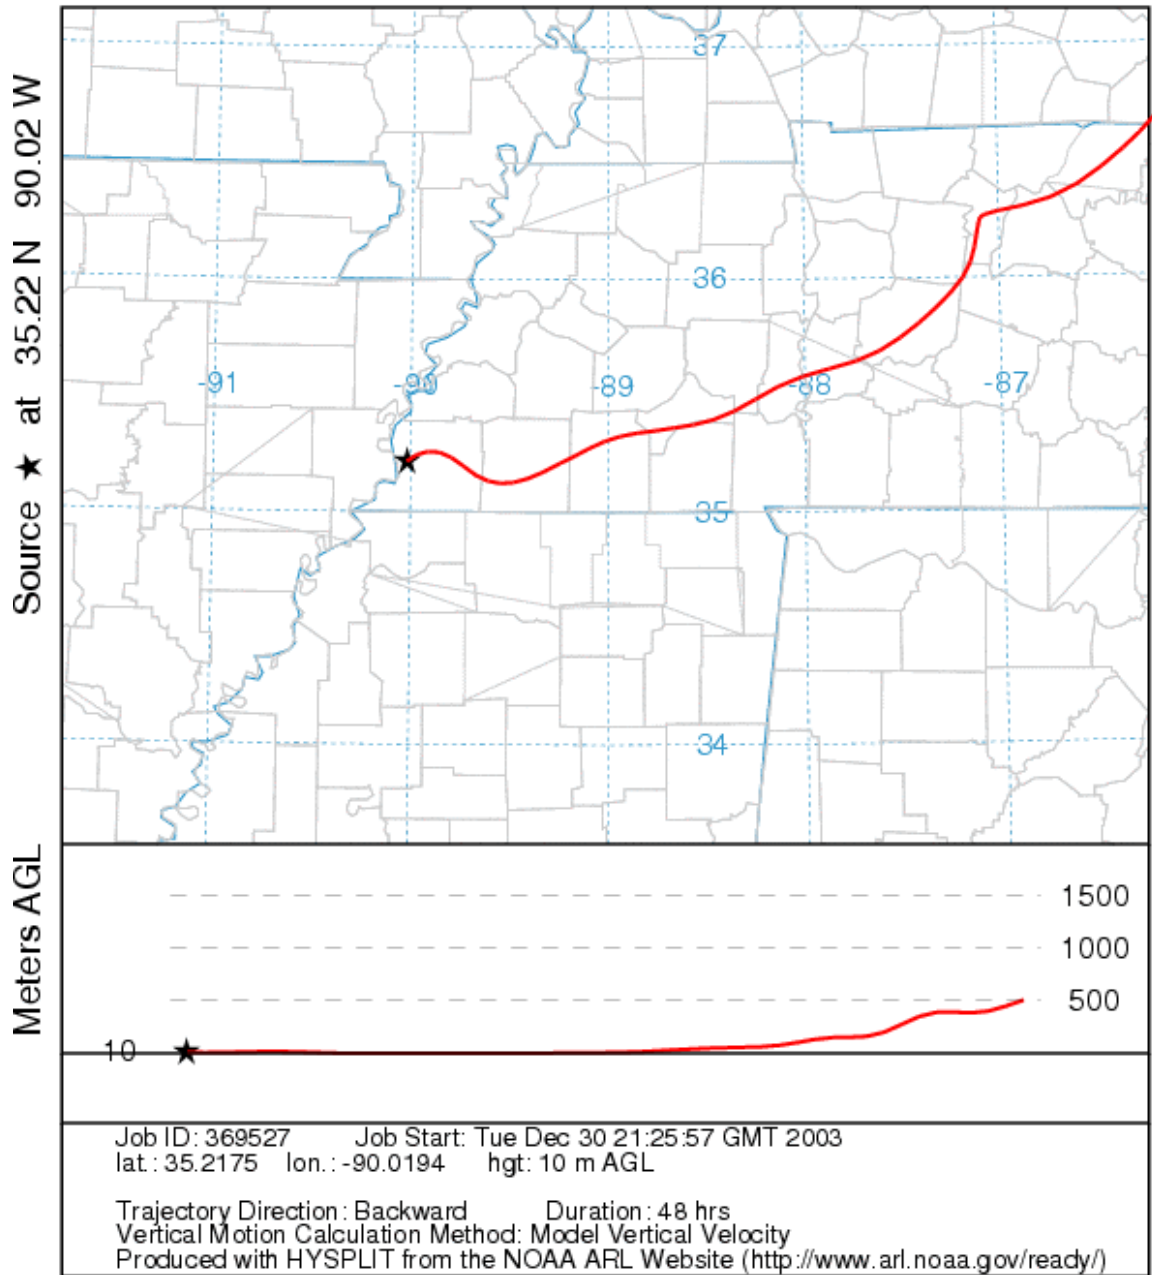 Source ★ at 35.22 N 90.02 W
37
36
-91
-90
-89
-88
-87
35
34
Meters AGL
1500
1000
500
10
Job ID: 369527 Job Start: Tue Dec 30 21:25:57 GMT 2003
lat.: 35.2175 lon.: -90.0194 hgt: 10 m AGL
Trajectory Direction: Backward Duration: 48 hrs
Vertical Motion Calculation Method: Model Vertical Velocity
Produced with HYSPLIT from the NOAA ARL Website (http://www.arl.noaa.gov/ready/)